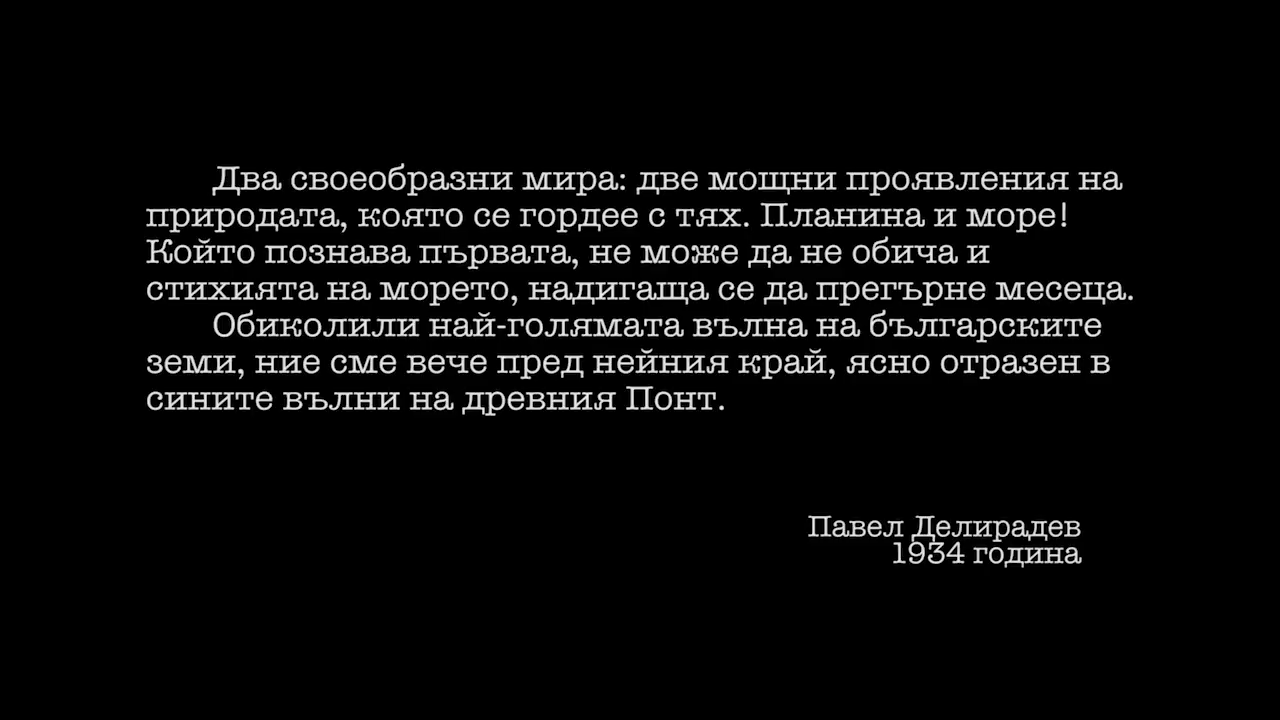 Два своеобразни мира: две мощни проявления на
природата, която се гордее с тях. Планина и море!
Който познава първата, не може да не обича и
стихията на морето, надигаща се да прегърне месеца.
Обиколили най-голямата вълна на българските
земи, ние сме вече пред нейния край, ясно отразен в
сините вълни на древния Понт.
Павел Делирадев
1934 година